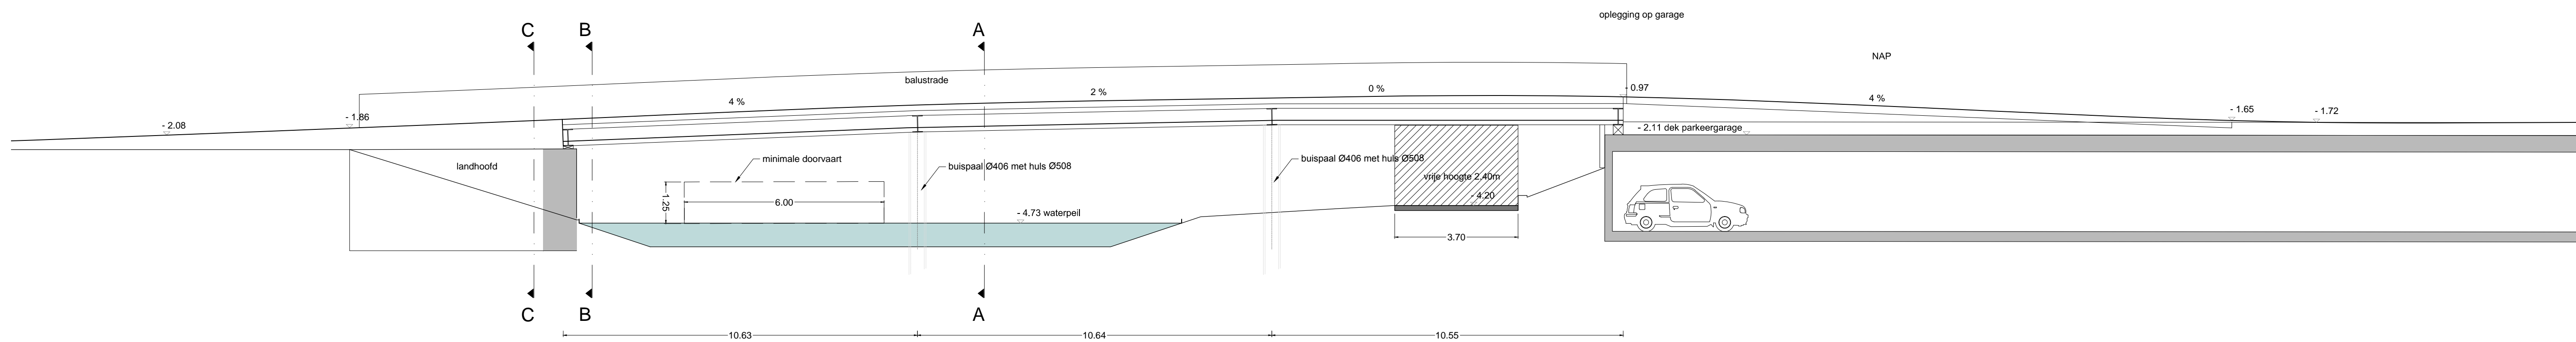 oplegging op garage
C
B
A
NAP
balustrade
4 %
2 %
0 %
- 0.97
4 %
- 2.08
- 1.86
- 1.65
- 1.72
- 2.11 dek parkeergarage
landhoofd
minimale doorvaart
buispaal Ø406 met huls Ø508
buispaal Ø406 met huls Ø508
vrije hoogte 2.40m
1.25
6.00
- 4.20
- 4.73 waterpeil
3.70
C
B
A
10.63
10.64
10.55